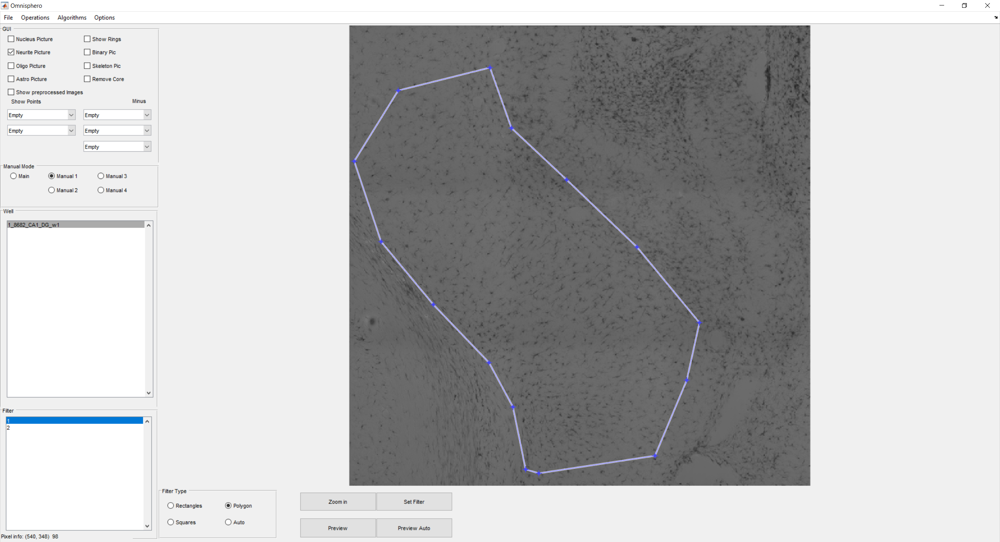 Omnisphero
File Operations Algorithms Options
GUI
Nucleus Picture Show Rings
Neurite Picture Binary Pic
Oligo Picture Skeleton Pic
Astro Picture Remove Core
Show preprocessed Images
Show Points Minus
Empty Empty
Empty Empty
Empty
Manual Mode
Main Manual 1 Manual 3
Manual 2 Manual 4
Well
1_8682_CA1_DG_w1
Filter
1
2
Filter Type
Rectangles Polygon
Squares Auto
Zoom in Set Filter
Preview Preview Auto
Pixel info: (540, 348) 98